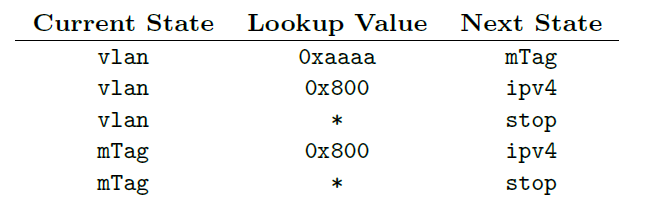 Current State Lookup Value Next State
vlan 0xaaaa mTag
vlan 0x800 ipv4
vlan * stop
mTag 0x800 ipv4
mTag * stop